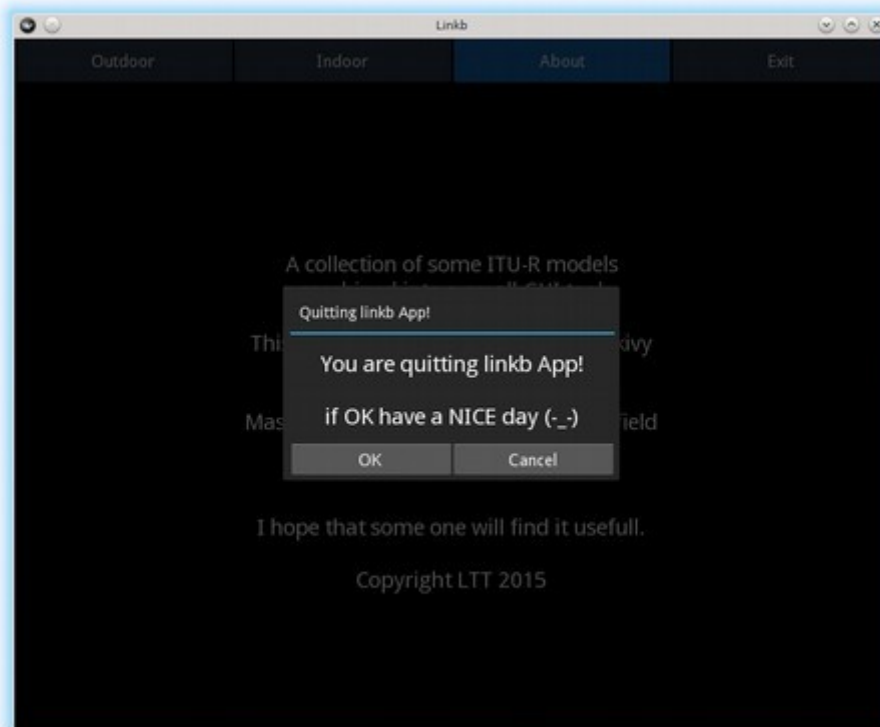 Linkb
Outdoor Indoor About Exit
A collection of some ITU-R models
Quitting linkb App!
You are quitting linkb App!
if OK have a NICE day (-_-)
OK Cancel
I hope that some one will find it usefull.
Copyright LTT 2015